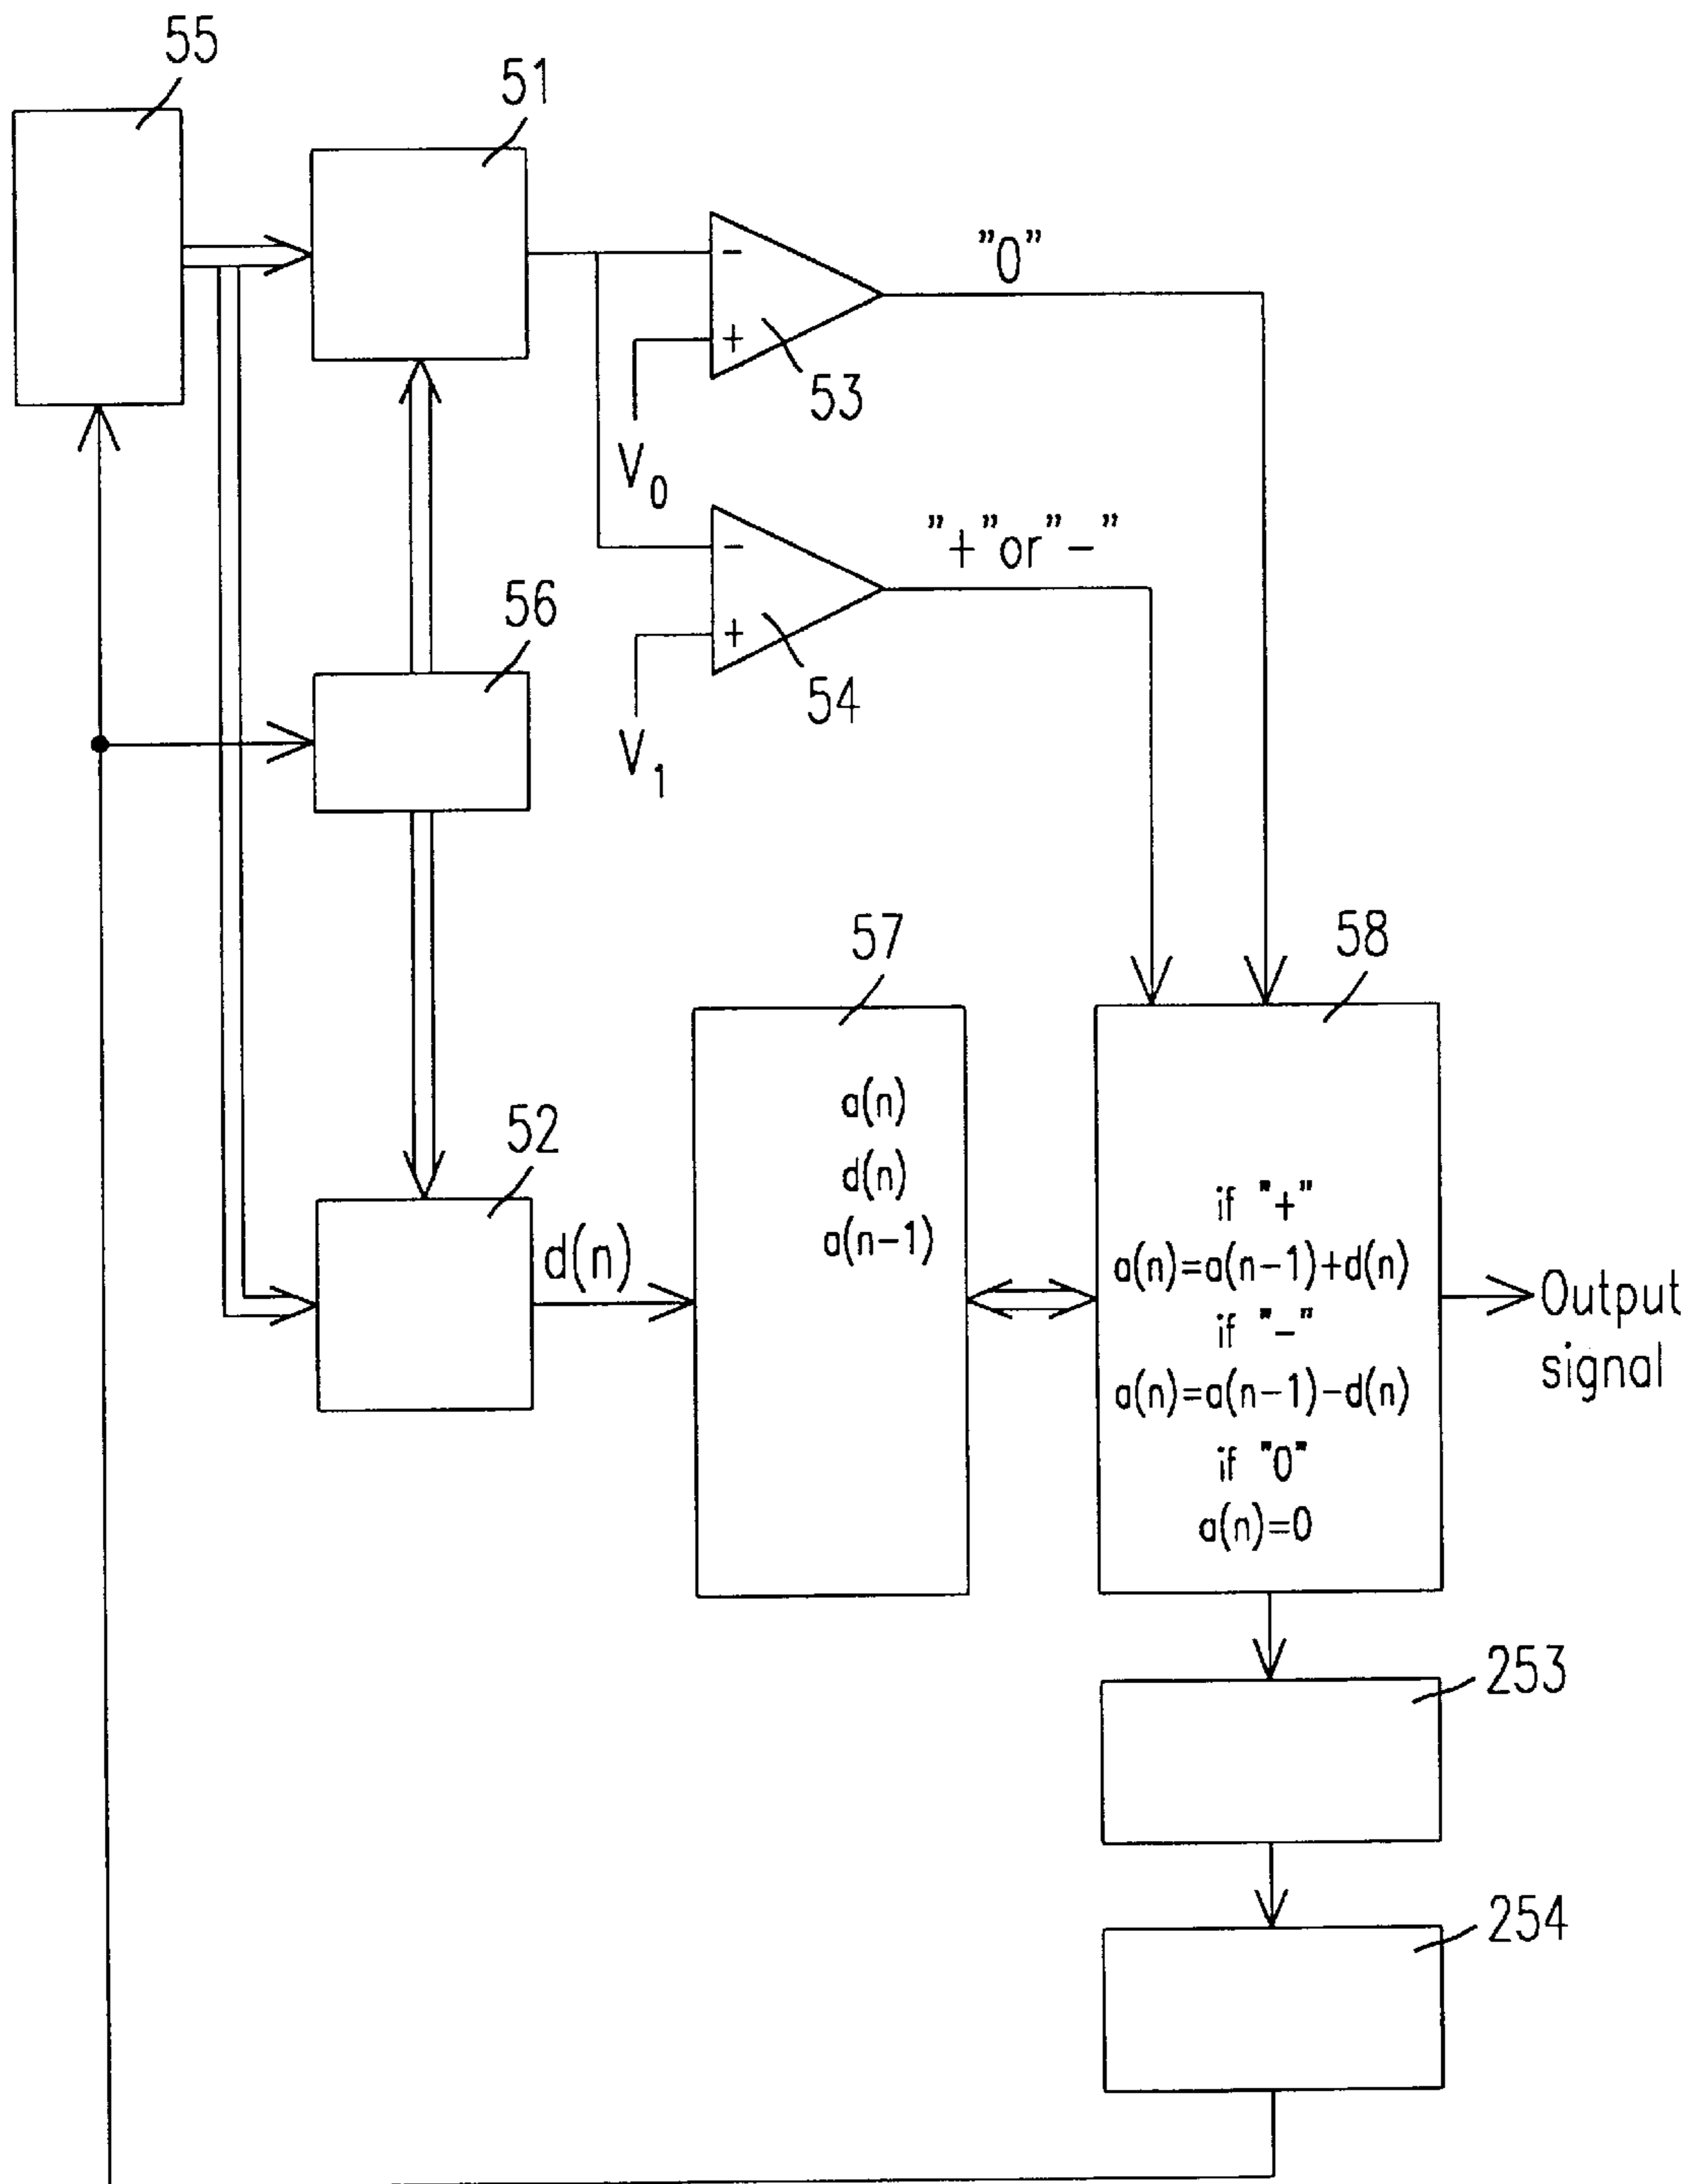 55
51
"0"
-
+
53
V0
"+"or"-"
-
+
54
V1
56
57
58
a(n)
d(n)
a(n-1)
52
d(n)
if "+"
a(n)=a(n-1)+d(n)
if "-"
a(n)=a(n-1)-d(n)
if "0"
a(n)=0
Output
signal
253
254